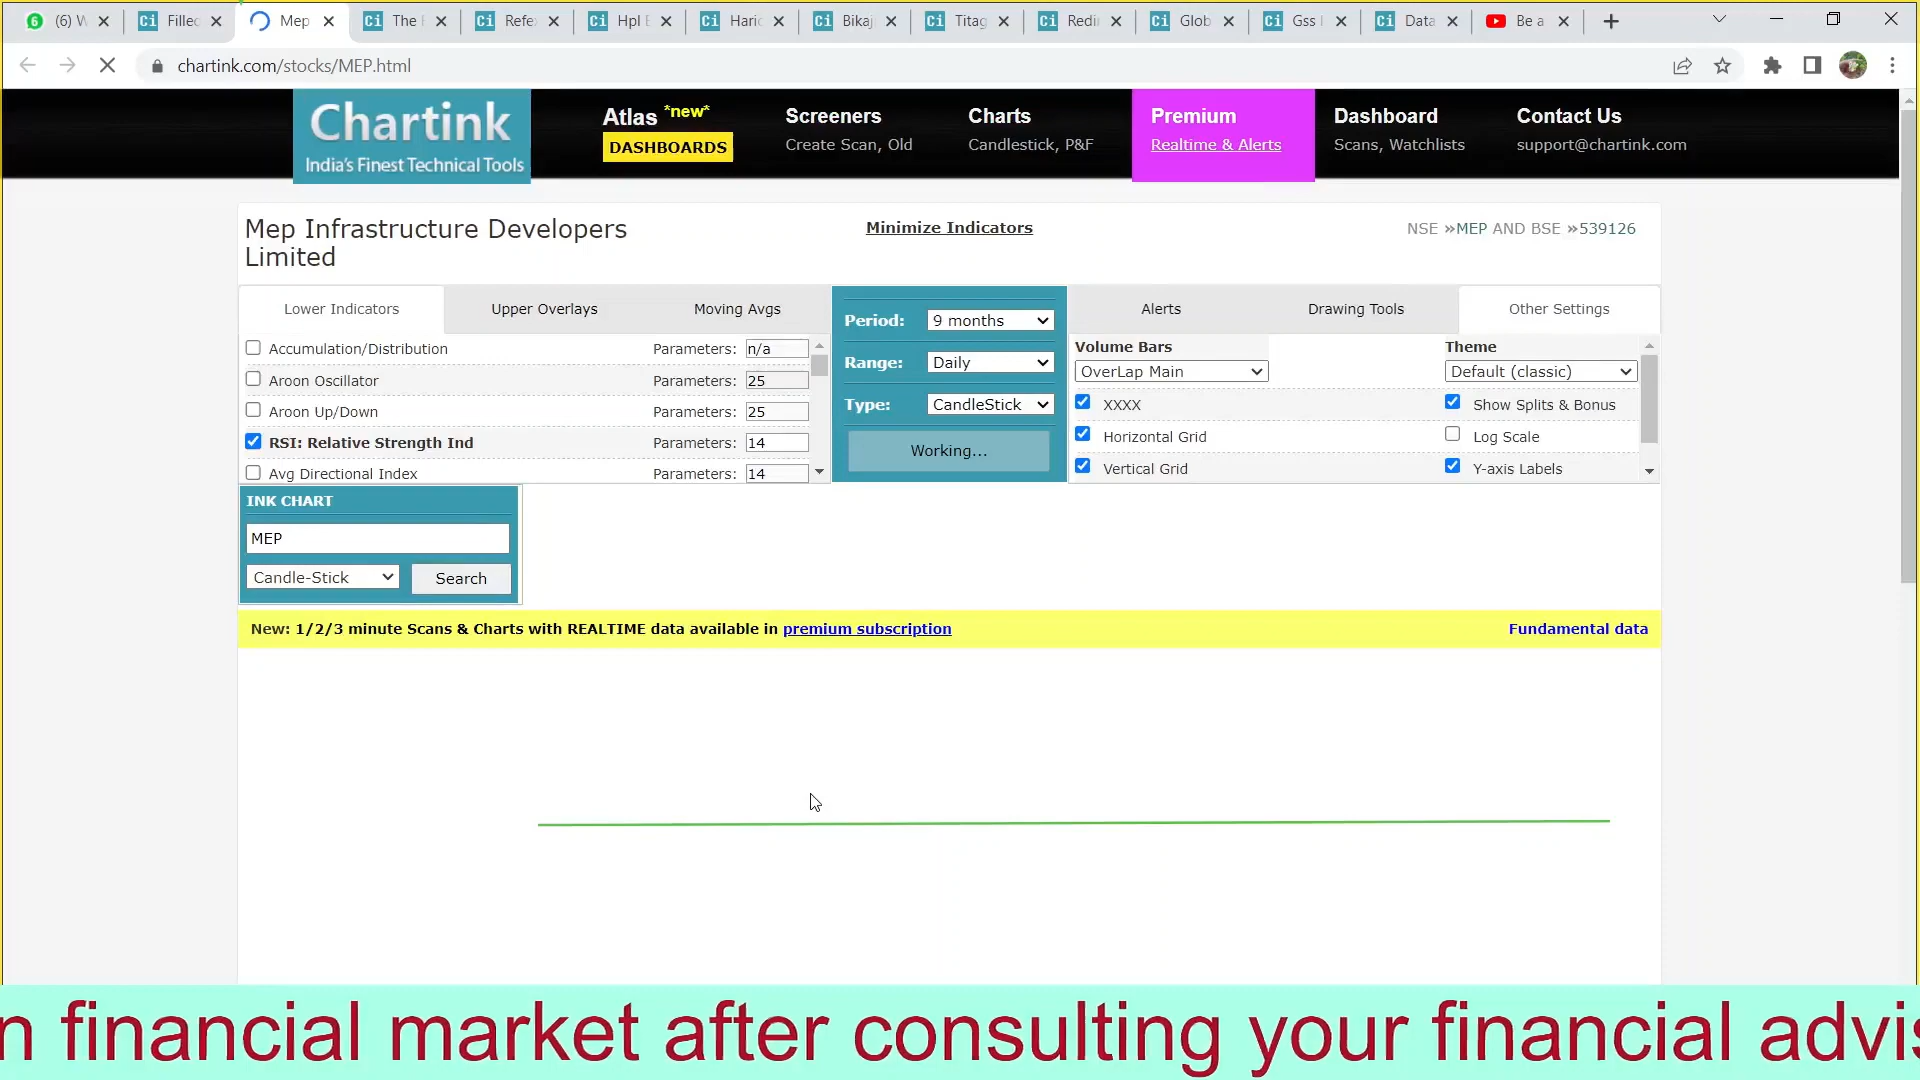 (6) W
Filled
Mep
The
Refe
Hpl
Hari
Bikaj
Titag
Redi
Glob
Gss
Data
Be a
chartink.com/stocks/MEP.html
Chartink
India's Finest Technical Tools
Atlas *new*
DASHBOARDS
Screeners
Create Scan, Old
Charts
Candlestick, P&F
Premium
Realtime & Alerts
Dashboard
Scans, Watchlists
Contact Us
support@chartink.com
Mep Infrastructure Developers
Limited
Minimize Indicators
NSE »MEP AND BSE »539126
Lower Indicators
Upper Overlays
Moving Avgs
Accumulation/Distribution Parameters: n/a
Aroon Oscillator Parameters: 25
Aroon Up/Down Parameters: 25
RSI: Relative Strength Ind Parameters: 14
Avg Directional Index Parameters: 14
Period: 9 months
Range: Daily
Type: CandleStick
Working...
Alerts
Drawing Tools
Other Settings
Volume Bars
OverLap Main
Theme
Default (classic)
XXXX
Show Splits & Bonus
Horizontal Grid
Log Scale
Vertical Grid
Y-axis Labels
INK CHART
MEP
Candle-Stick
Search
New: 1/2/3 minute Scans & Charts with REALTIME data available in premium subscription
Fundamental data
n financial market after consulting your financial advis